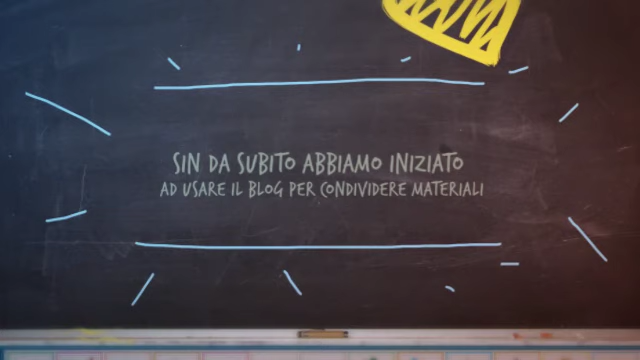 SIN DA SUBITO ABBIAMO INIZIATO
AD USARE IL BLOG PER CONDIVIDERE MATERIALI